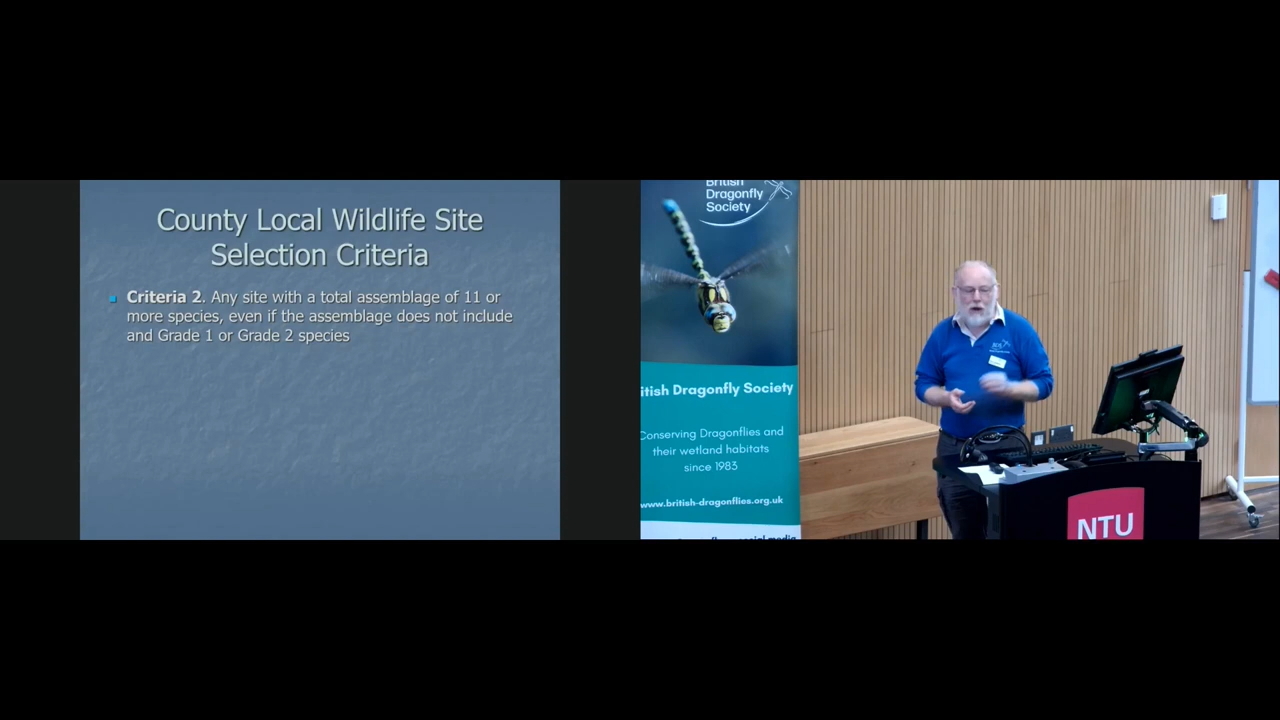 County Local Wildlife Site
Selection Criteria
Criteria 2. Any site with a total assemblage of 11 or
more species, even if the assemblage does not include
and Grade 1 or Grade 2 species
British
Dragonfly
Society
itish Dragonfly Society
Conserving Dragonflies and
their wetland habitats
since 1983
www.british-dragonflies.org.uk
social media
NTU